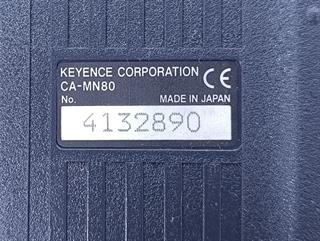 KEYENCE CORPORATION CE
CA-MN80
No. MADE IN JAPAN
4132890